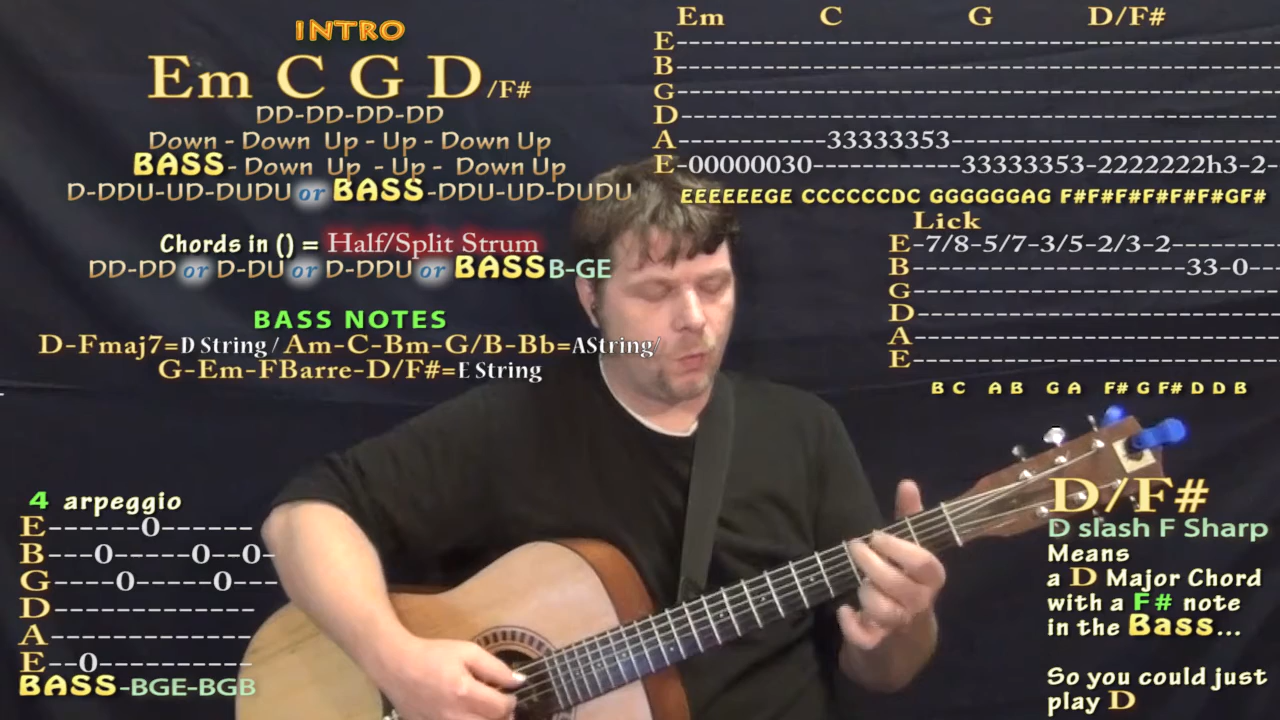 INTRO
Em C G D/F#
DD-DD-DD-DD
Down - Down Up - Up - Down Up
BASS - Down Up - Up - Down Up
D-DDU-UD-DUDU or BASS-DDU-UD-DUDU
Chords in () = Half/Split Strum
DD-DD or D-DU or D-DDU or BASS B-GE
BASS NOTES
D-Fmaj7=D String / Am-C-Bm-G/B-Bb=AString/
G-Em-FBarre-D/F#=E String
Em C G D/F#
E------------------------------------------------
B------------------------------------------------
G------------------------------------------------
D------------------------------------------------
A------------33333353----------------------------
E-00000030------------33333353-2222222h3-2-
EEEEEEGE CCCCCCDC GGGGGGAG F#F#F#F#F#F#GF#
Lick
E-7/8-5/7-3/5-2/3-2--------
B-----------------------33-0---
G-----------------------------
D-----------------------------
A-----------------------------
E-----------------------------
B C A B G A F# G F# D D B
4 arpeggio
E------0------
B---0-----0--0-
G----0-----0---
D-------------
A-------------
E--0----------
BASS-BGE-BGB
D/F#
D slash F Sharp
Means
a D Major Chord
with a F# note
in the Bass...
So you could just
play D